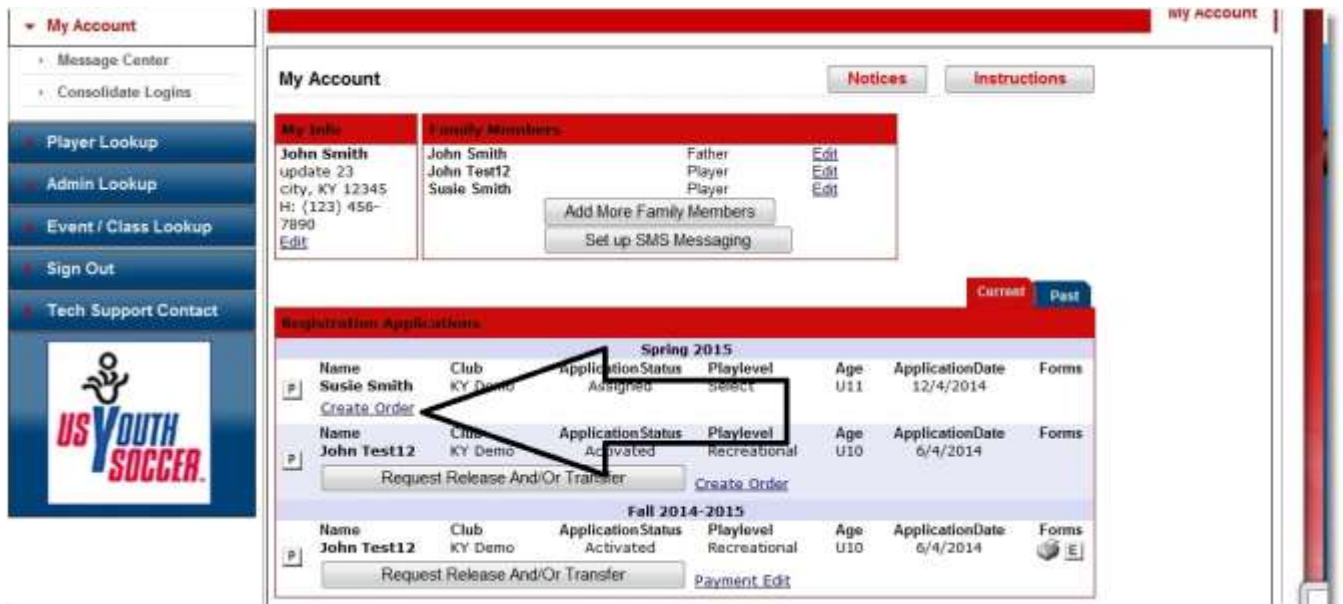 My Account
My Account
Message Center
Consolidate Logins
Player Lookup
Admin Lookup
Event / Class Lookup
Sign Out
Tech Support Contact
US YOUTH
SOCCER.
My Account
Notices
Instructions
My Info
John Smith
update 23
city, KY 12345
H: (123) 456-
7890
Edit
Family Members
John Smith Father Edit
John Test12 Player Edit
Susie Smith Player Edit
Add More Family Members
Set up SMS Messaging
Current Past
Registration Applications
Spring 2015
Name Club ApplicationStatus Playlevel Age ApplicationDate Forms
P Susie Smith KY Demo Assigned Select U11 12/4/2014
Create Order
Name Club ApplicationStatus Playlevel Age ApplicationDate Forms
P John Test12 KY Demo Activated Recreational U10 6/4/2014
Request Release And/Or Transfer Create Order
Fall 2014-2015
Name Club ApplicationStatus Playlevel Age ApplicationDate Forms
P John Test12 KY Demo Activated Recreational U10 6/4/2014 E
Request Release And/Or Transfer Payment Edit